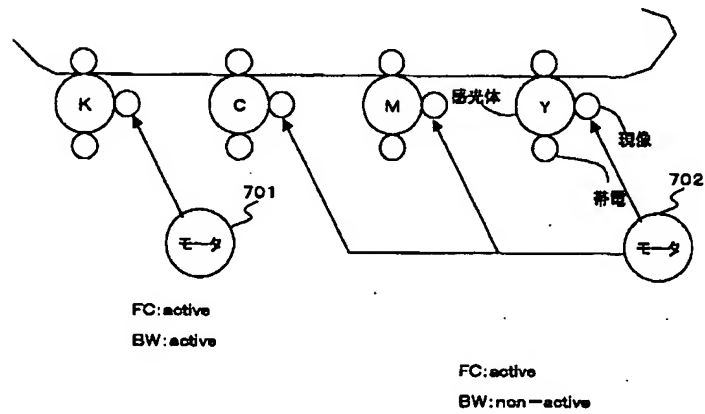 K
C
M
感光体
Y
現像
帯電
701
モータ
702
モータ
FC:active
BW:active
FC:active
BW:non-active